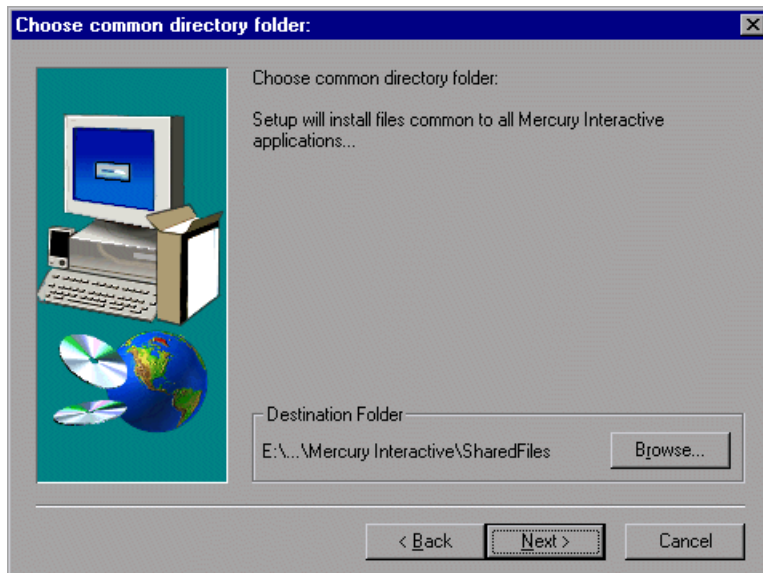 Choose common directory folder:
Choose common directory folder:
Setup will install files common to all Mercury Interactive
applications...
Destination Folder
E:\...\Mercury Interactive\SharedFiles
Browse...
< Back
Next >
Cancel